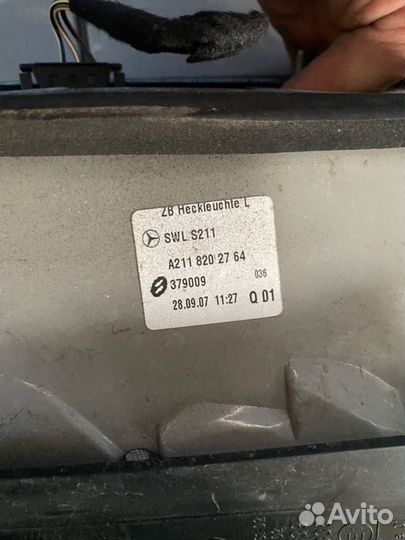 ZB Heckleuchte L
SWL S211
A211 820 27 64
379009 036
28.09.07 11:27 Q 01
Avito